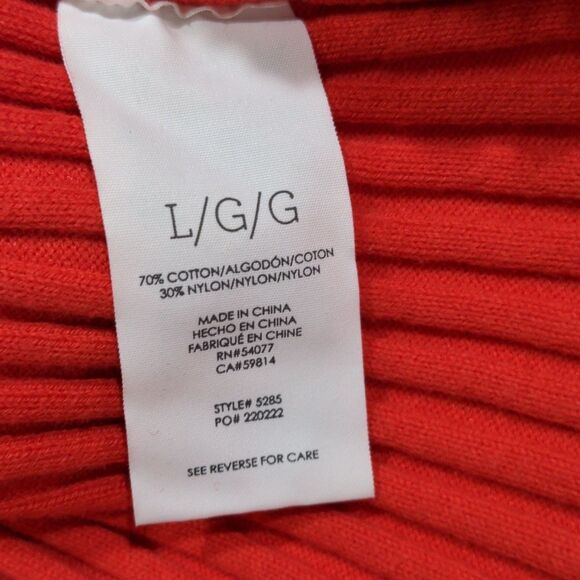 L/G/G
70% COTTON/ALGODÓN/COTON
30% NYLON/NYLON/NYLON
MADE IN CHINA
HECHO EN CHINA
FABRIQUÉ EN CHINE
RN#54077
CA#59814
STYLE# 5285
PO# 220222
SEE REVERSE FOR CARE